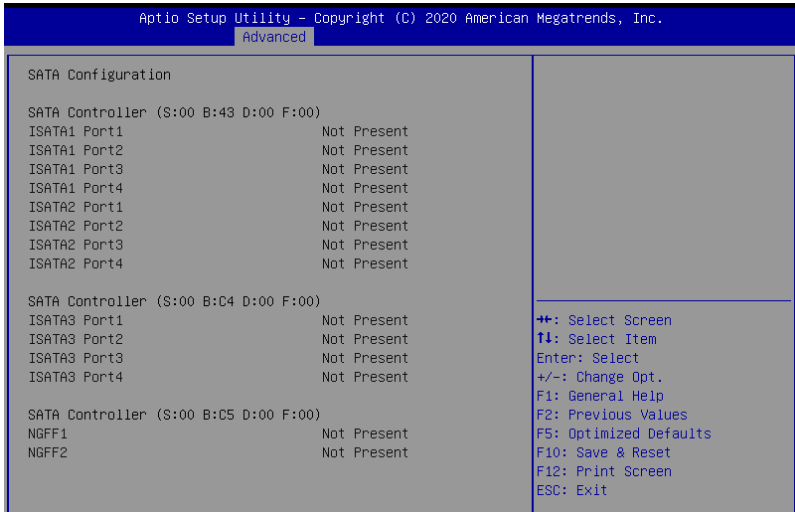 Aptio Setup Utility – Copyright (C) 2020 American Megatrends, Inc.
Advanced
SATA Configuration
SATA Controller (S:00 B:43 D:00 F:00)
ISATA1 Port1 Not Present
ISATA1 Port2 Not Present
ISATA1 Port3 Not Present
ISATA1 Port4 Not Present
ISATA2 Port1 Not Present
ISATA2 Port2 Not Present
ISATA2 Port3 Not Present
ISATA2 Port4 Not Present
SATA Controller (S:00 B:C4 D:00 F:00)
ISATA3 Port1 Not Present
ISATA3 Port2 Not Present
ISATA3 Port3 Not Present
ISATA3 Port4 Not Present
SATA Controller (S:00 B:C5 D:00 F:00)
NGFF1 Not Present
NGFF2 Not Present
→←: Select Screen
↑↓: Select Item
Enter: Select
+/-: Change Opt.
F1: General Help
F2: Previous Values
F5: Optimized Defaults
F10: Save & Reset
F12: Print Screen
ESC: Exit